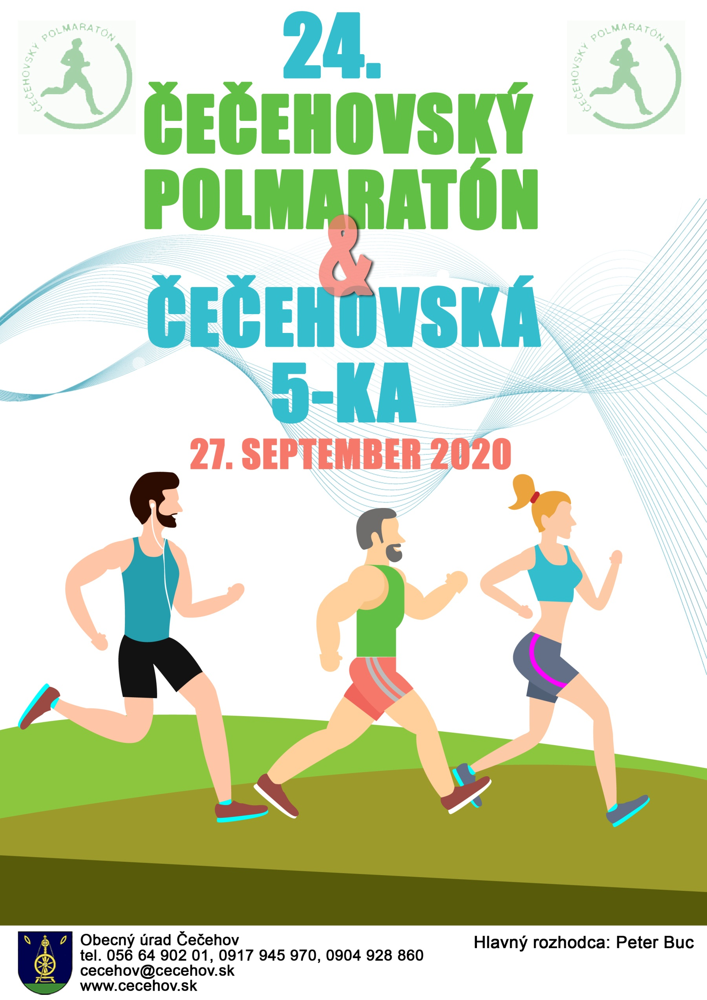 ČEČEHOVSKÝ POLMARATÓN
24.
ČEČEHOVSKÝ POLMARATÓN
ČEČEHOVSKÝ
POLMARATÓN
&
ČEČEHOVSKÁ
5-KA
27. SEPTEMBER 2020
Obecný úrad Čečehov
tel. 056 64 902 01, 0917 945 970, 0904 928 860
cecehov@cecehov.sk
www.cecehov.sk
Hlavný rozhodca: Peter Buc